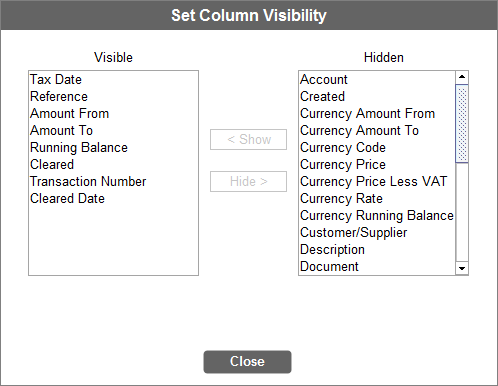 Set Column Visibility
Visible
Tax Date
Reference
Amount From
Amount To
Running Balance
Cleared
Transaction Number
Cleared Date
< Show
Hide >
Hidden
Account
Created
Currency Amount From
Currency Amount To
Currency Code
Currency Price
Currency Price Less VAT
Currency Rate
Currency Running Balance
Customer/Supplier
Description
Document
Close